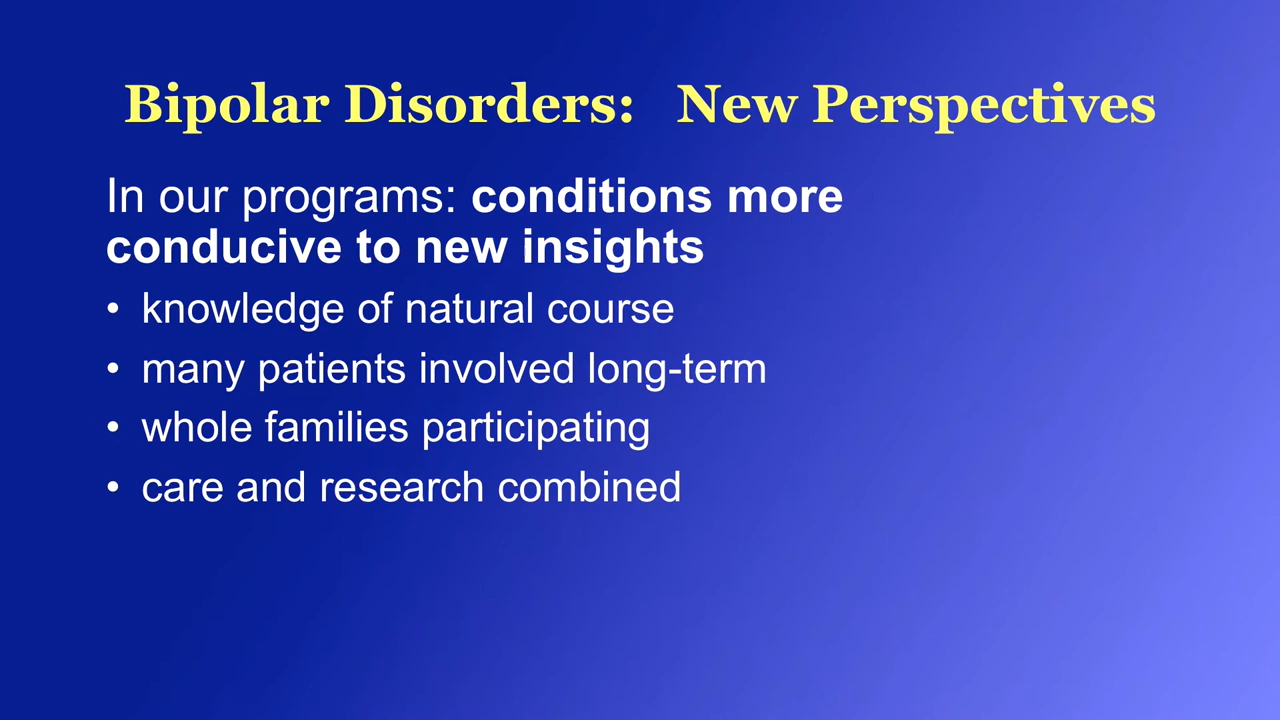 Bipolar Disorders: New Perspectives
In our programs: conditions more
conducive to new insights
• knowledge of natural course
• many patients involved long-term
• whole families participating
• care and research combined